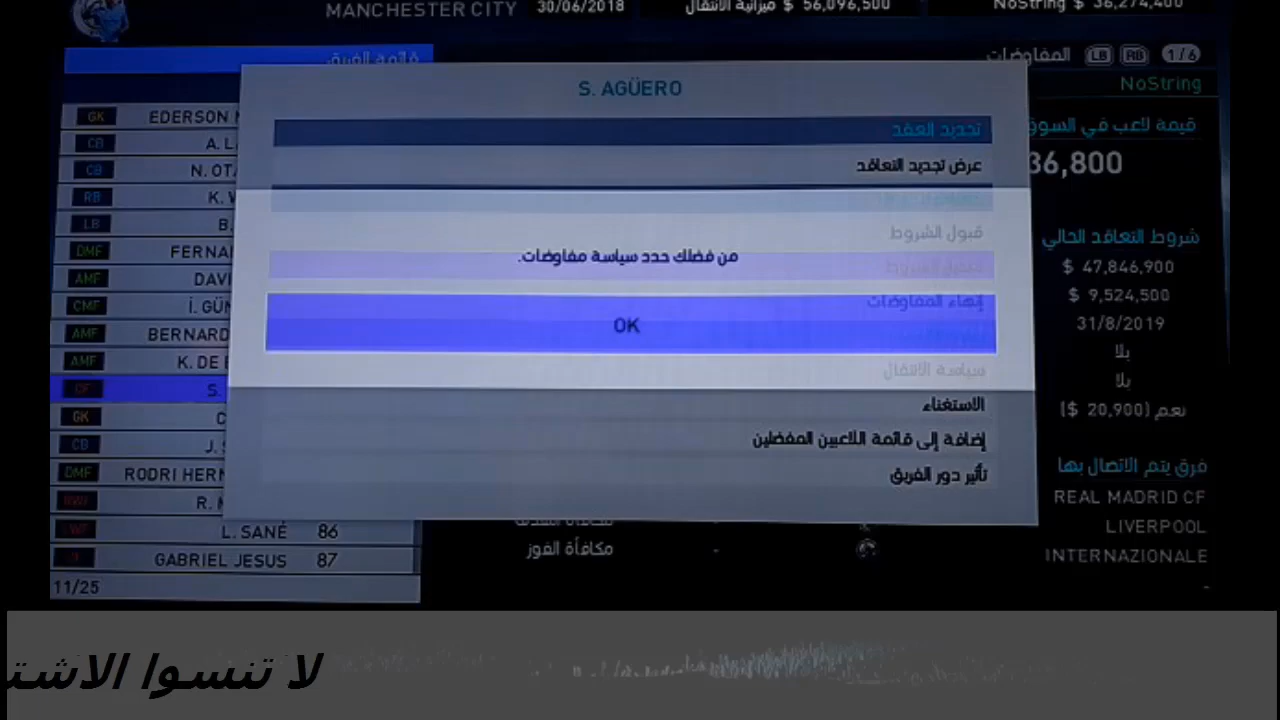 MANCHESTER CITY
30/06/2018
ميزانية الانتقال $ 56,096,500
NoString $ 36,274,400
قائمة الفريق
المفاوضات LB RB 1/6
NoString
S. AGÜERO
GK EDERSON
CB A. L
CB N. OT
RB K.
LB B.
DMF FERNA
AMF DAVI
CMF İ. GÜN
AMF BERNARD
AMF K. DE
CF S.
GK C
CB J.
DMF RODRI HERN
R.
L. SANÉ 86
GABRIEL JESUS 87
11/25
تجديد العقد
عرض تجديد التعاقد
قبول الشروط
من فضلك حدد سياسة مفاوضات.
إنهاء المفاوضات
OK
سياسة الانتقال
الاستغناء
إضافة إلى قائمة اللاعبين المفضلين
تأثير دور الفريق
مكافأة الفوز -
قيمة لاعب في السوق
36,800
شروط التعاقد الحالي
$ 47,846,900
$ 9,524,500
31/8/2019
بلا
بلا
نعم ($ 20,900)
فرق يتم الاتصال بها
REAL MADRID CF
LIVERPOOL
INTERNAZIONALE
-
لا تنسوا الاشت